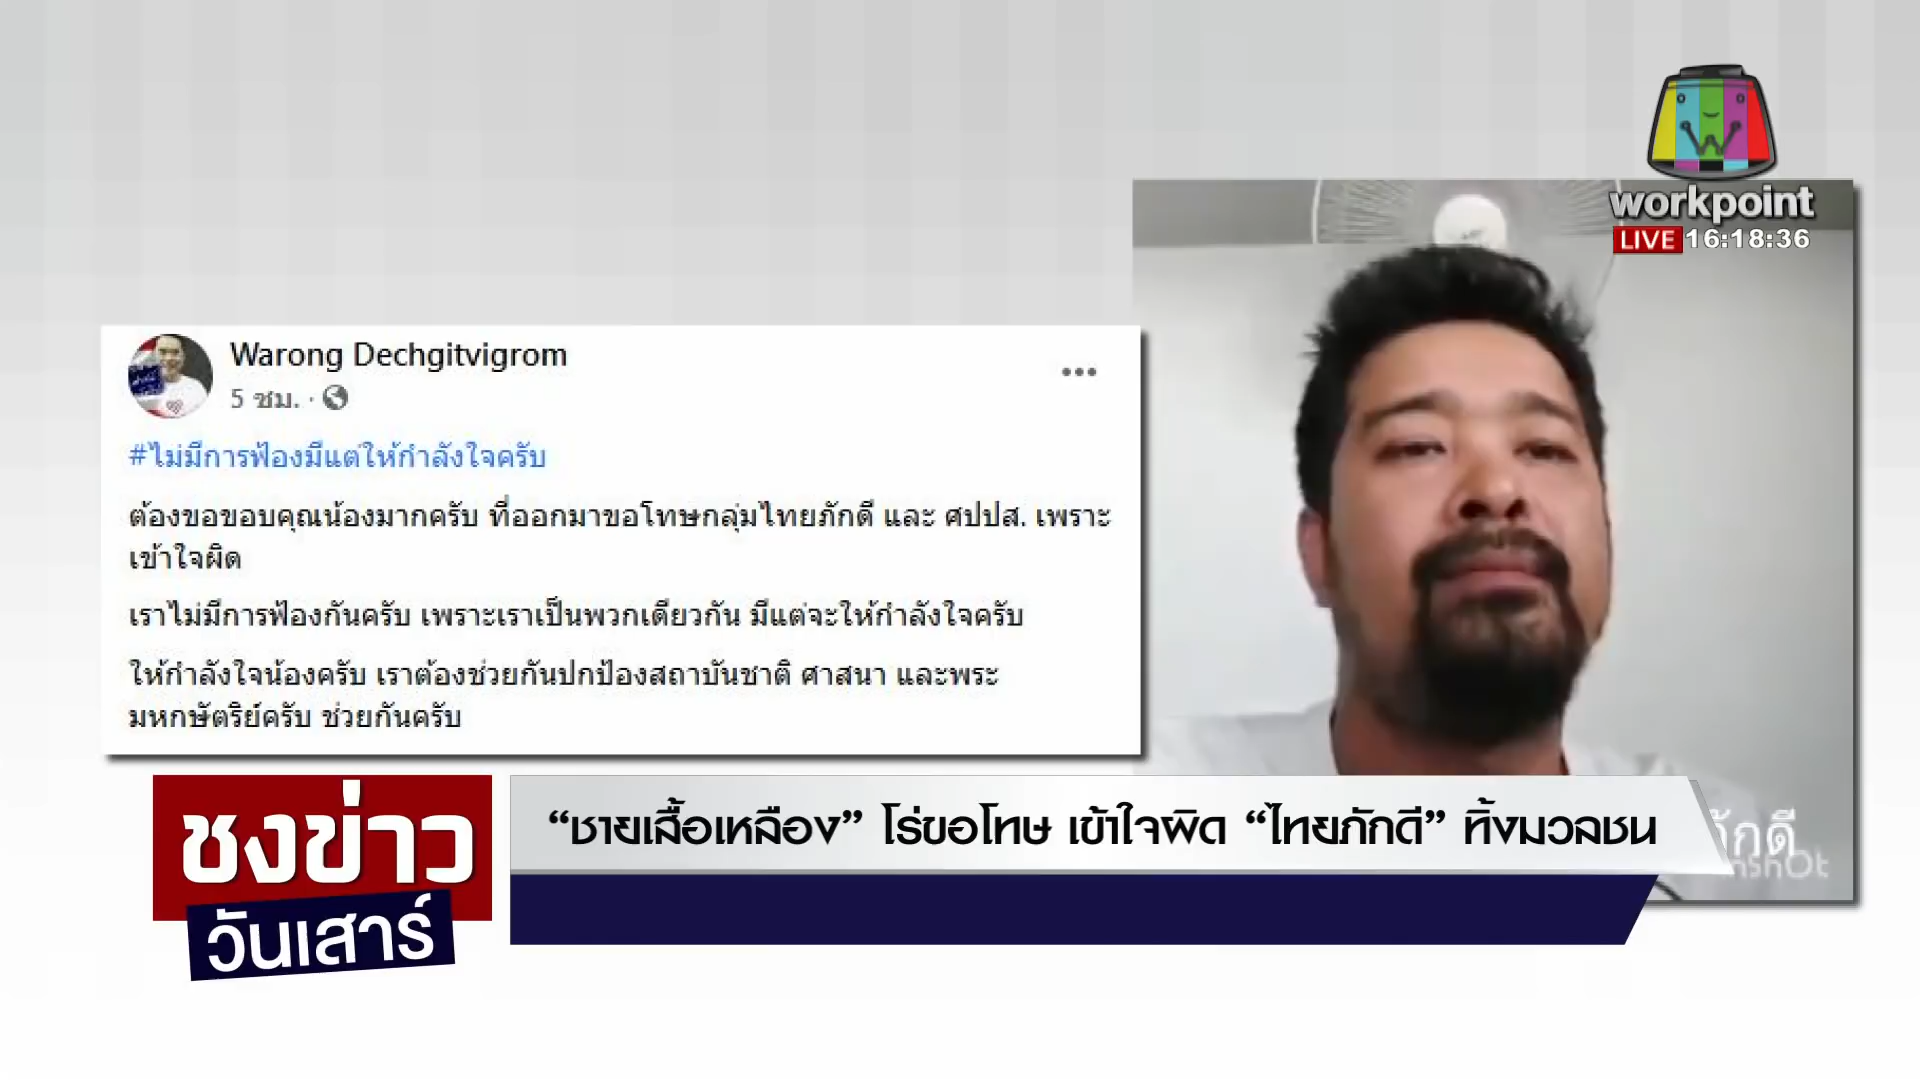 workpoint
LIVE 16:18:36
Warong Dechgitvigrom
5 ชม.
#ไม่มีการฟ้องมีแต่ให้กำลังใจครับ
ต้องขอขอบคุณน้องมากครับ ที่ออกมาขอโทษกลุ่มไทยภักดี และ ศปปส. เพราะ
เข้าใจผิด
เราไม่มีการฟ้องกันครับ เพราะเราเป็นพวกเดียวกัน มีแต่จะให้กำลังใจครับ
ให้กำลังใจน้องครับ เราต้องช่วยกันปกป้องสถาบันชาติ ศาสนา และพระ
มหกษัตริย์ครับ ช่วยกันครับ
ชงข่าว
วันเสาร์
“ชายเสื้อเหลือง” โร่ขอโทษ เข้าใจผิด “ไทยภักดี” ทิ้งมวลชน
ภักดี